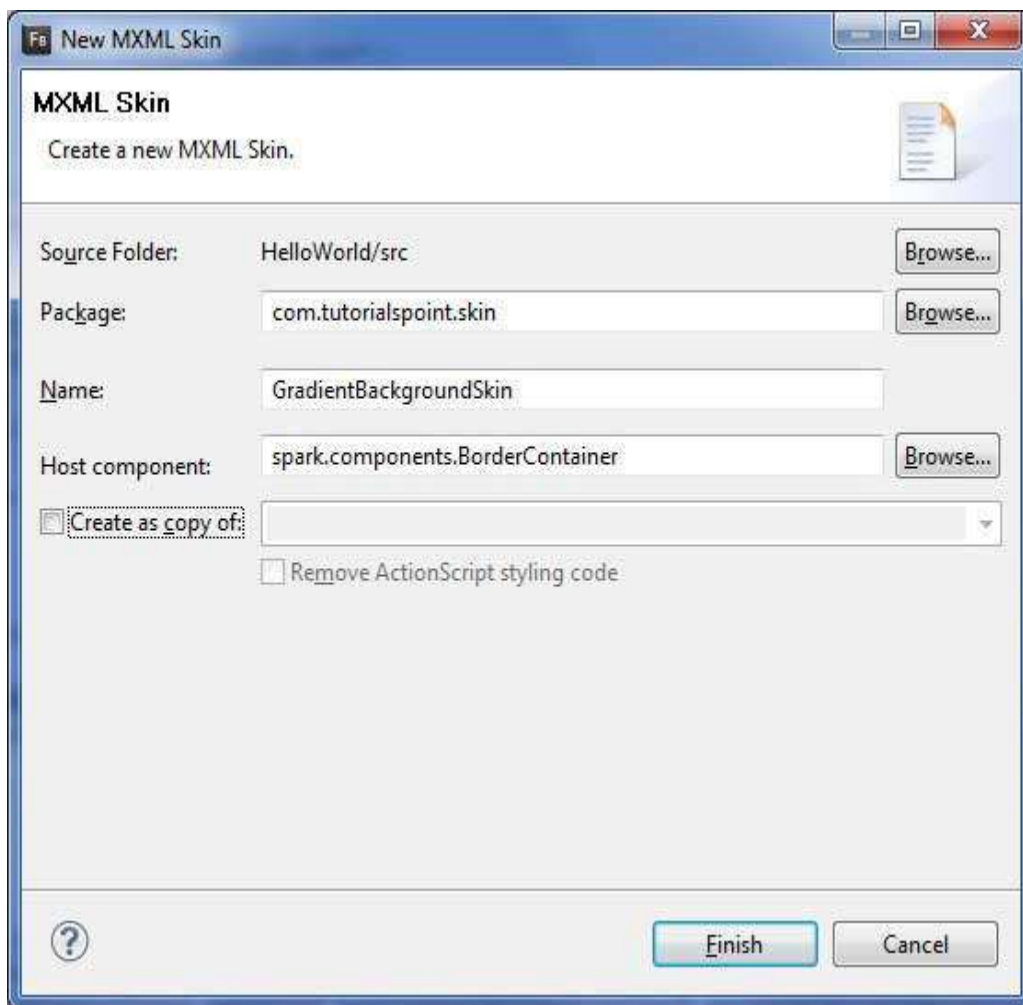 Fb New MXML Skin
MXML Skin
Create a new MXML Skin.
Source Folder: HelloWorld/src Browse...
Package: com.tutorialspoint.skin Browse...
Name: GradientBackgroundSkin
Host component: spark.components.BorderContainer Browse...
Create as copy of:
Remove ActionScript styling code
? Finish Cancel